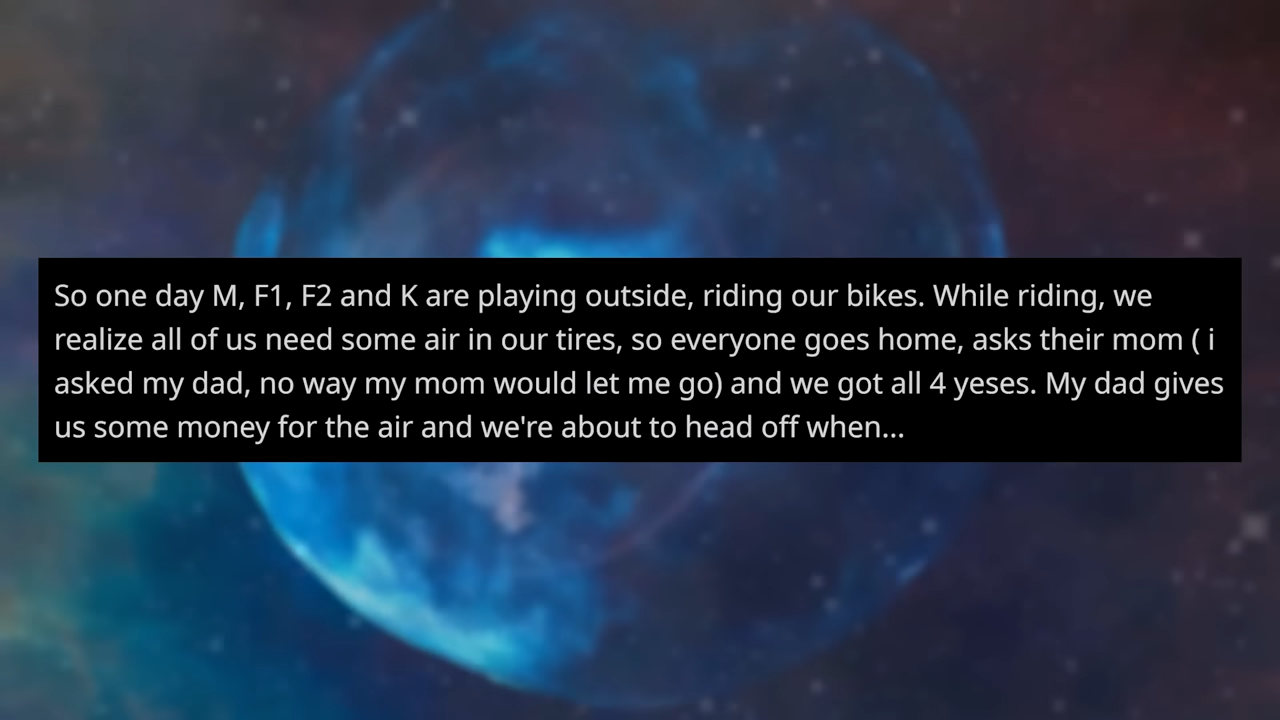 So one day M, F1, F2 and K are playing outside, riding our bikes. While riding, we
realize all of us need some air in our tires, so everyone goes home, asks their mom ( i
asked my dad, no way my mom would let me go) and we got all 4 yeses. My dad gives
us some money for the air and we're about to head off when...